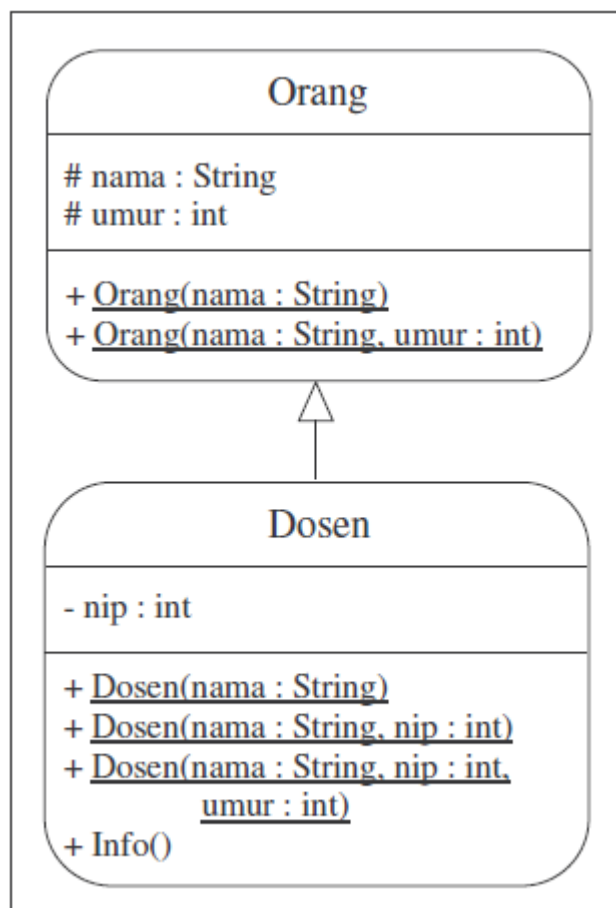 Orang
# nama : String
# umur : int
+ Orang(nama : String)
+ Orang(nama : String, umur : int)
Dosen
- nip : int
+ Dosen(nama : String)
+ Dosen(nama : String, nip : int)
+ Dosen(nama : String, nip : int,
umur : int)
+ Info()